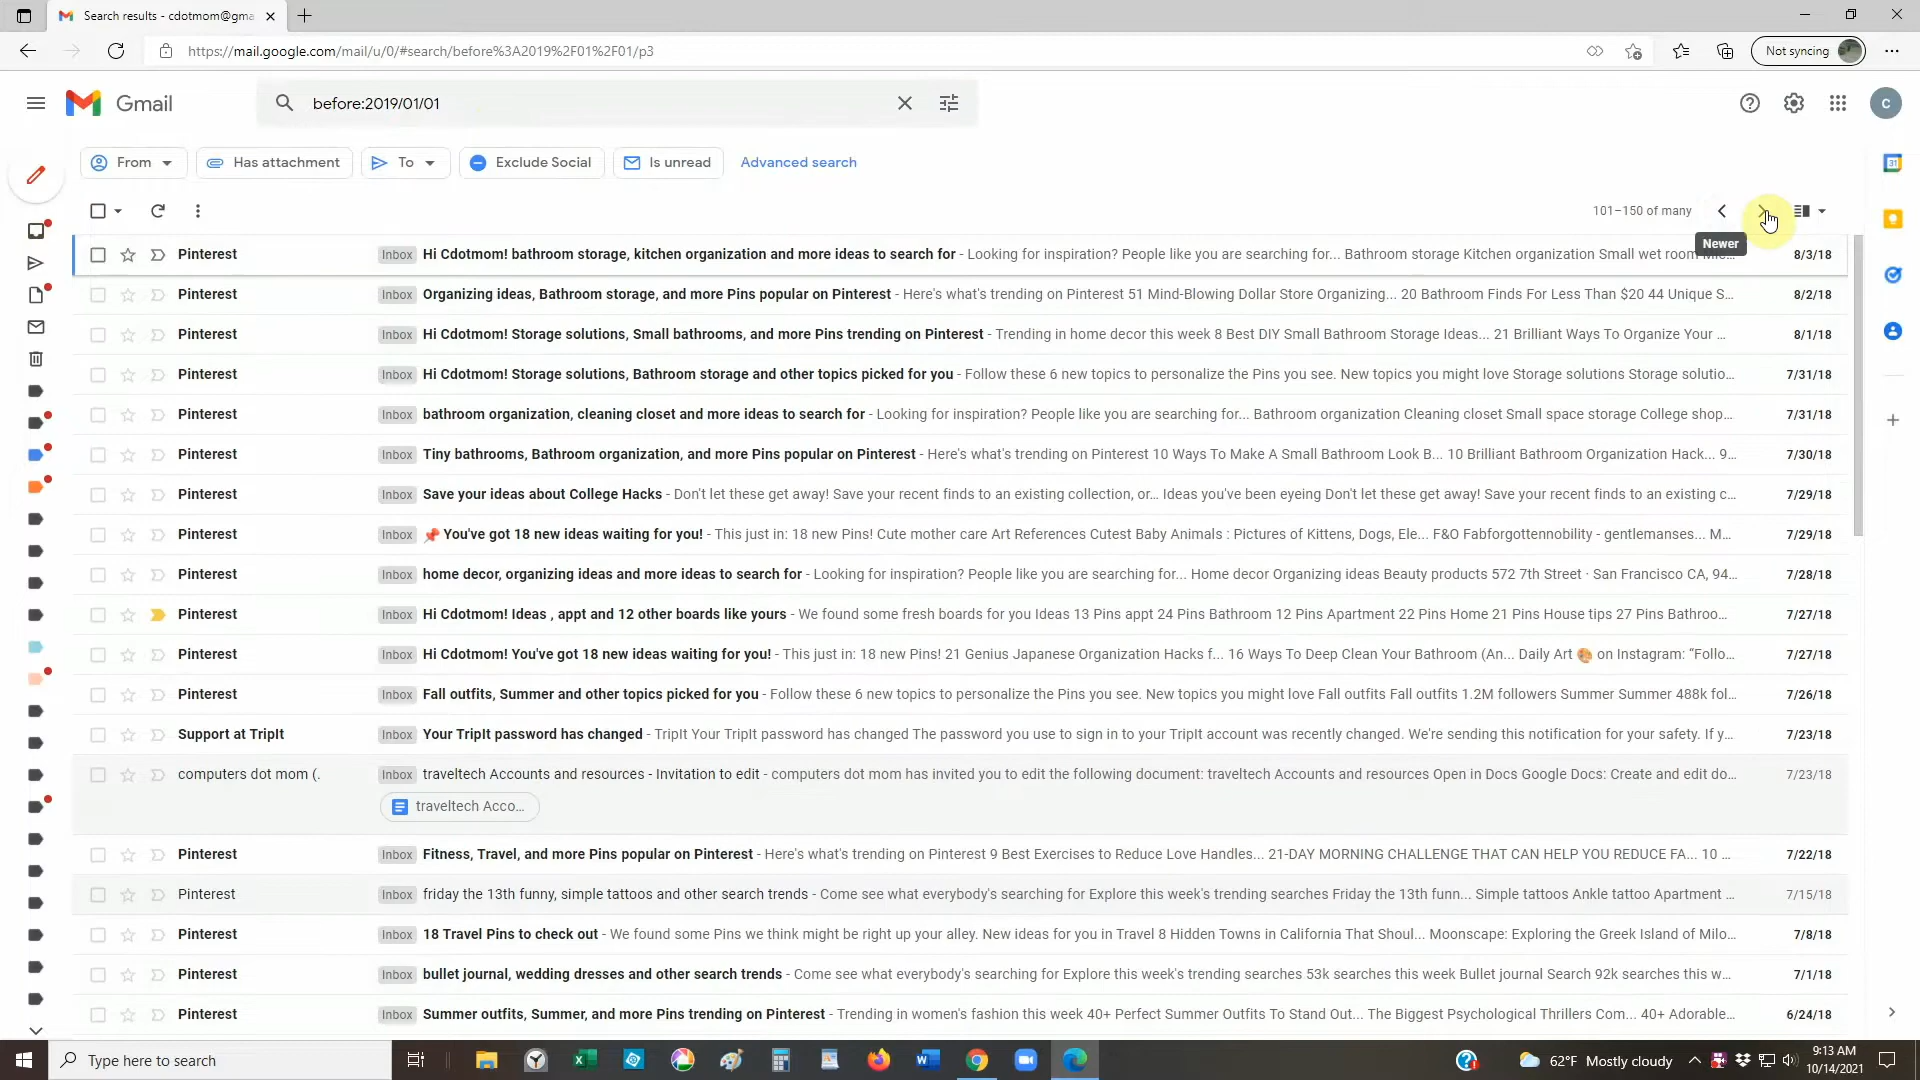 Search results - cdotmom@gma
https://mail.google.com/mail/u/0/#search/before%3A2019%2F01%2F01/p3
Not syncing
Gmail
before:2019/01/01
C
From
Has attachment
To
Exclude Social
Is unread
Advanced search
31
101–150 of many
Newer
Pinterest Inbox Hi Cdotmom! bathroom storage, kitchen organization and more ideas to search for - Looking for inspiration? People like you are searching for... Bathroom storage Kitchen organization Small wet room 8/3/18
Pinterest Inbox Organizing ideas, Bathroom storage, and more Pins popular on Pinterest - Here's what's trending on Pinterest 51 Mind-Blowing Dollar Store Organizing... 20 Bathroom Finds For Less Than $20 44 Unique S... 8/2/18
Pinterest Inbox Hi Cdotmom! Storage solutions, Small bathrooms, and more Pins trending on Pinterest - Trending in home decor this week 8 Best DIY Small Bathroom Storage Ideas... 21 Brilliant Ways To Organize Your ... 8/1/18
Pinterest Inbox Hi Cdotmom! Storage solutions, Bathroom storage and other topics picked for you - Follow these 6 new topics to personalize the Pins you see. New topics you might love Storage solutions Storage solutio... 7/31/18
Pinterest Inbox bathroom organization, cleaning closet and more ideas to search for - Looking for inspiration? People like you are searching for... Bathroom organization Cleaning closet Small space storage College shop... 7/31/18
Pinterest Inbox Tiny bathrooms, Bathroom organization, and more Pins popular on Pinterest - Here's what's trending on Pinterest 10 Ways To Make A Small Bathroom Look B... 10 Brilliant Bathroom Organization Hack... 9... 7/30/18
Pinterest Inbox Save your ideas about College Hacks - Don't let these get away! Save your recent finds to an existing collection, or... Ideas you've been eyeing Don't let these get away! Save your recent finds to an existing c... 7/29/18
Pinterest Inbox 📌 You've got 18 new ideas waiting for you! - This just in: 18 new Pins! Cute mother care Art References Cutest Baby Animals : Pictures of Kittens, Dogs, Ele... F&O Fabforgottennobility - gentlemanses... M... 7/29/18
Pinterest Inbox home decor, organizing ideas and more ideas to search for - Looking for inspiration? People like you are searching for... Home decor Organizing ideas Beauty products 572 7th Street · San Francisco CA, 94... 7/28/18
Pinterest Inbox Hi Cdotmom! Ideas , appt and 12 other boards like yours - We found some fresh boards for you Ideas 13 Pins appt 24 Pins Bathroom 12 Pins Apartment 22 Pins Home 21 Pins House tips 27 Pins Bathroo... 7/27/18
Pinterest Inbox Hi Cdotmom! You've got 18 new ideas waiting for you! - This just in: 18 new Pins! 21 Genius Japanese Organization Hacks f... 16 Ways To Deep Clean Your Bathroom (An... Daily Art 🎨 on Instagram: “Follo... 7/27/18
Pinterest Inbox Fall outfits, Summer and other topics picked for you - Follow these 6 new topics to personalize the Pins you see. New topics you might love Fall outfits Fall outfits 1.2M followers Summer Summer 488k fol... 7/26/18
Support at TripIt Inbox Your TripIt password has changed - TripIt Your TripIt password has changed The password you use to sign in to your TripIt account was recently changed. We're sending this notification for your safety. If y... 7/23/18
computers dot mom (. Inbox traveltech Accounts and resources - Invitation to edit - computers dot mom has invited you to edit the following document: traveltech Accounts and resources Open in Docs Google Docs: Create and edit do... 7/23/18
traveltech Acco...
Pinterest Inbox Fitness, Travel, and more Pins popular on Pinterest - Here's what's trending on Pinterest 9 Best Exercises to Reduce Love Handles... 21-DAY MORNING CHALLENGE THAT CAN HELP YOU REDUCE FA... 10 ... 7/22/18
Pinterest Inbox friday the 13th funny, simple tattoos and other search trends - Come see what everybody's searching for Explore this week's trending searches Friday the 13th funn... Simple tattoos Ankle tattoo Apartment ... 7/15/18
Pinterest Inbox 18 Travel Pins to check out - We found some Pins we think might be right up your alley. New ideas for you in Travel 8 Hidden Towns in California That Shoul... Moonscape: Exploring the Greek Island of Milo... 7/8/18
Pinterest Inbox bullet journal, wedding dresses and other search trends - Come see what everybody's searching for Explore this week's trending searches 53k searches this week Bullet journal Search 92k searches this w... 7/1/18
Pinterest Inbox Summer outfits, Summer, and more Pins trending on Pinterest - Trending in women's fashion this week 40+ Perfect Summer Outfits To Stand Out... The Biggest Psychological Thrillers Com... 40+ Adorable... 6/24/18
Type here to search
62°F Mostly cloudy
9:13 AM
10/14/2021